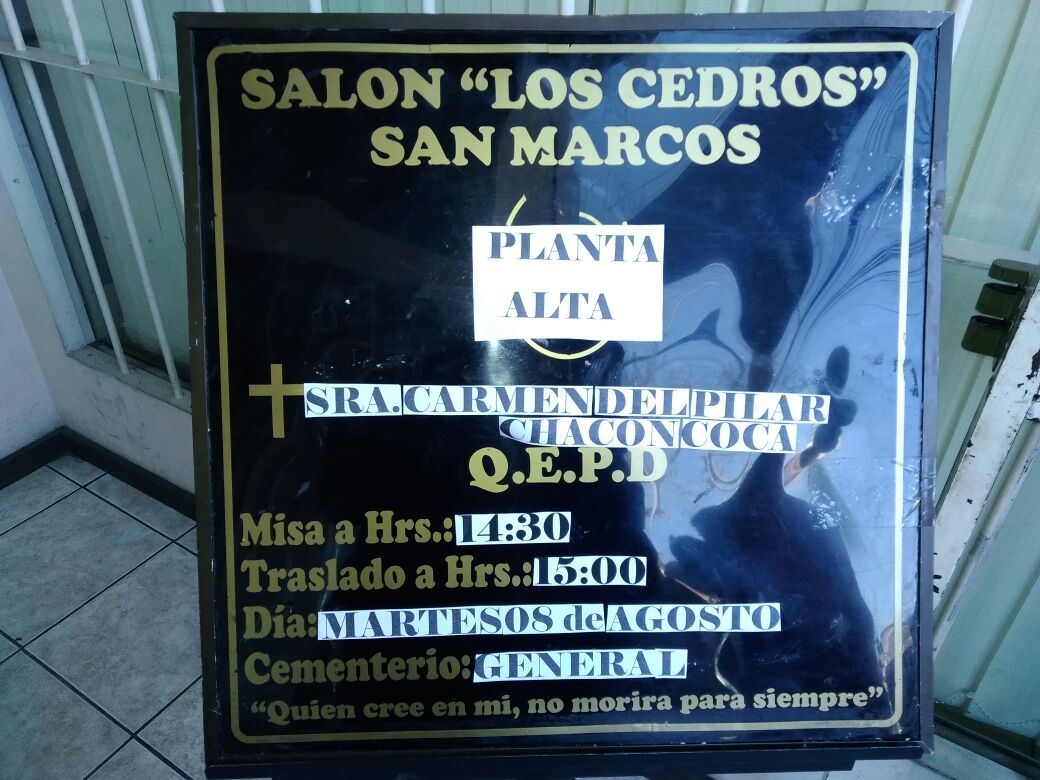 SALON “LOS CEDROS”
SAN MARCOS
PLANTA
ALTA
SRA. CARMEN DEL PILAR
CHACON COCA
Q.E.P.D
Misa a Hrs.: 14:30
Traslado a Hrs.: 15:00
Día: MARTES 08 de AGOSTO
Cementerio: GENERAL
“Quien cree en mi, no morira para siempre”